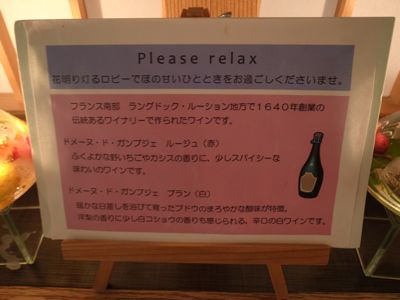 Please relax
花明り灯るロビーでほの甘いひとときをお過ごしくださいませ。
フランス南部　ラングドック・ルーション地方で１６４０年創業の
伝統あるワイナリーで作られたワインです。
ドメーヌ・ド・ガンプジェ　ルージュ（赤）
ふくよかな野いちごやカシスの香りに、少しスパイシーな
味わいのワインです。
ドメーヌ・ド・ガンプジェ　ブラン（白）
暖かな日差しを浴びて育ったブドウのまろやかな酸味が特徴。
洋梨の香りに少し白コショウの香りも感じられる、辛口の白ワインです。